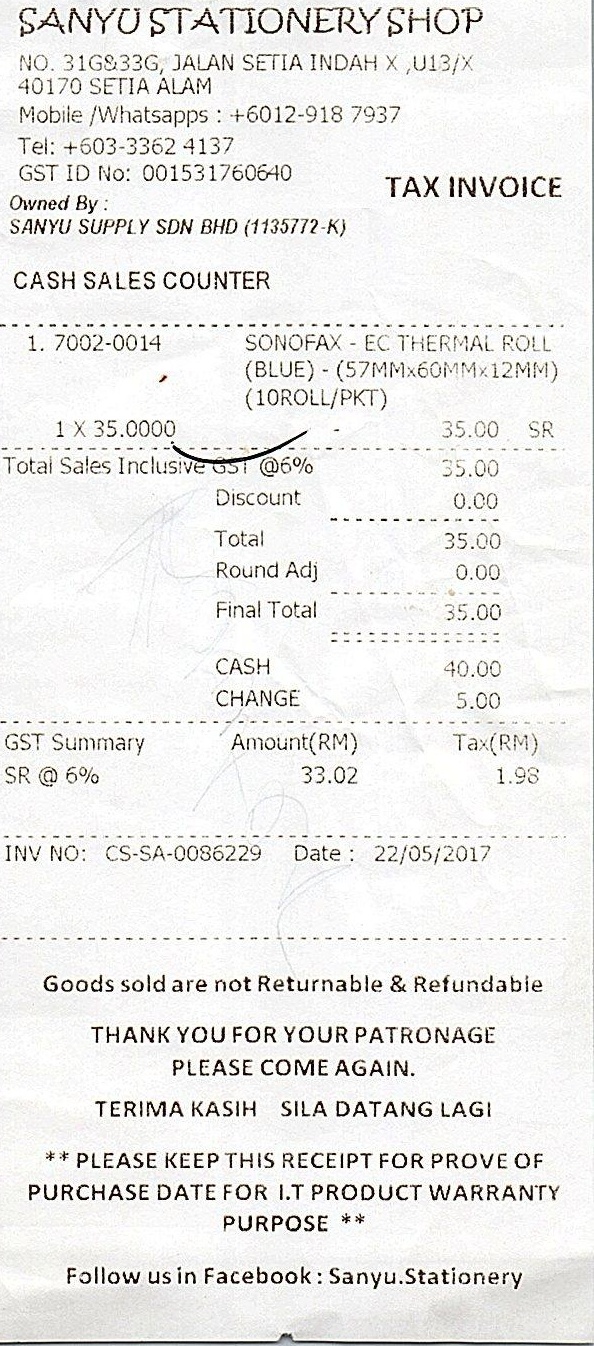 SANYU STATIONERY SHOP
NO. 31G&33G, JALAN SETIA INDAH X ,U13/X
40170 SETIA ALAM
Mobile /Whatsapps : +6012-918 7937
Tel: +603-3362 4137
GST ID No: 001531760640
TAX INVOICE
Owned By :
SANYU SUPPLY SDN BHD (1135772-K)
CASH SALES COUNTER
1. 7002-0014 SONOFAX - EC THERMAL ROLL
(BLUE) - (57MMx60MMx12MM)
(10ROLL/PKT)
1 X 35.0000 - 35.00 SR
Total Sales Inclusive GST @6% 35.00
Discount 0.00
Total 35.00
Round Adj 0.00
Final Total 35.00
CASH 40.00
CHANGE 5.00
GST Summary Amount(RM) Tax(RM)
SR @ 6% 33.02 1.98
INV NO: CS-SA-0086229 Date : 22/05/2017
Goods sold are not Returnable & Refundable
THANK YOU FOR YOUR PATRONAGE
PLEASE COME AGAIN.
TERIMA KASIH SILA DATANG LAGI
** PLEASE KEEP THIS RECEIPT FOR PROVE OF
PURCHASE DATE FOR I.T PRODUCT WARRANTY
PURPOSE **
Follow us in Facebook : Sanyu.Stationery